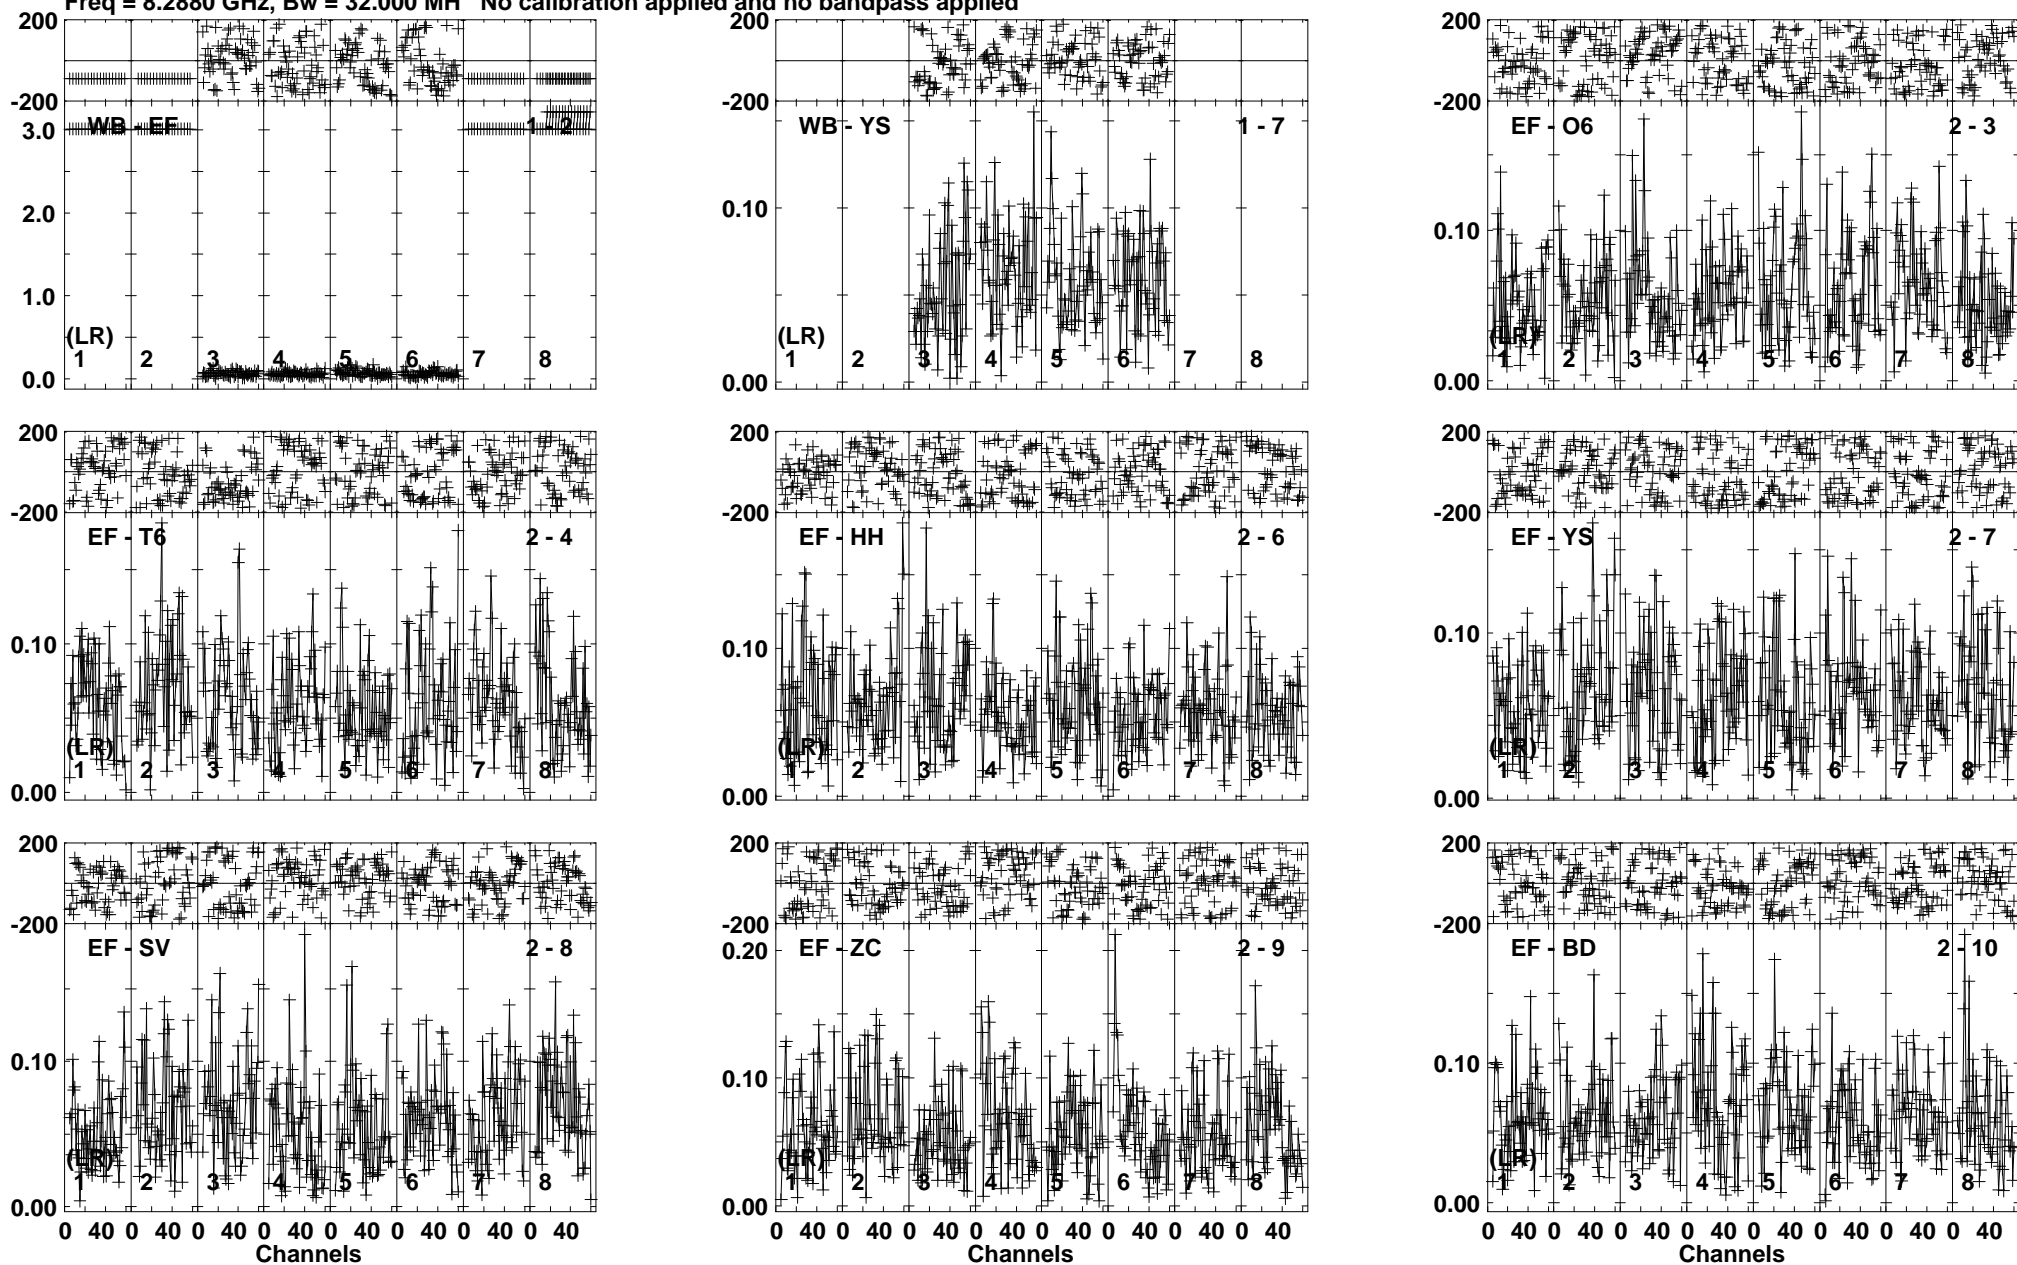 Freq = 8.2880 GHz, Bw = 32.000 MH No calibration applied and no bandpass applied
200
-200
WB - EF 1 - 2
3.0
2.0
1.0
0.0
(LR)
1 2 3 4 5 6 7 8
200
-200
WB - YS 1 - 7
0.10
0.00
(LR)
1 2 3 4 5 6 7 8
200
-200
EF - O6 2 - 3
0.10
0.00
(LR)
1 2 3 4 5 6 7 8
200
-200
EF - T6 2 - 4
0.10
0.00
(LR)
1 2 3 4 5 6 7 8
200
-200
EF - HH 2 - 6
0.10
0.00
(LR)
1 2 3 4 5 6 7 8
200
-200
EF - YS 2 - 7
0.10
0.00
(LR)
1 2 3 4 5 6 7 8
200
-200
EF - SV 2 - 8
0.10
0.00
(LR)
1 2 3 4 5 6 7 8
0 40 0 40 0 40 0 40 0 40 0 40 0 40 0 40
Channels
200
-200
EF - ZC 2 - 9
0.20
0.10
0.00
(LR)
1 2 3 4 5 6 7 8
0 40 0 40 0 40 0 40 0 40 0 40 0 40 0 40
Channels
200
-200
EF - BD 2 - 10
0.10
0.00
(LR)
1 2 3 4 5 6 7 8
0 40 0 40 0 40 0 40 0 40 0 40 0 40 0 40
Channels